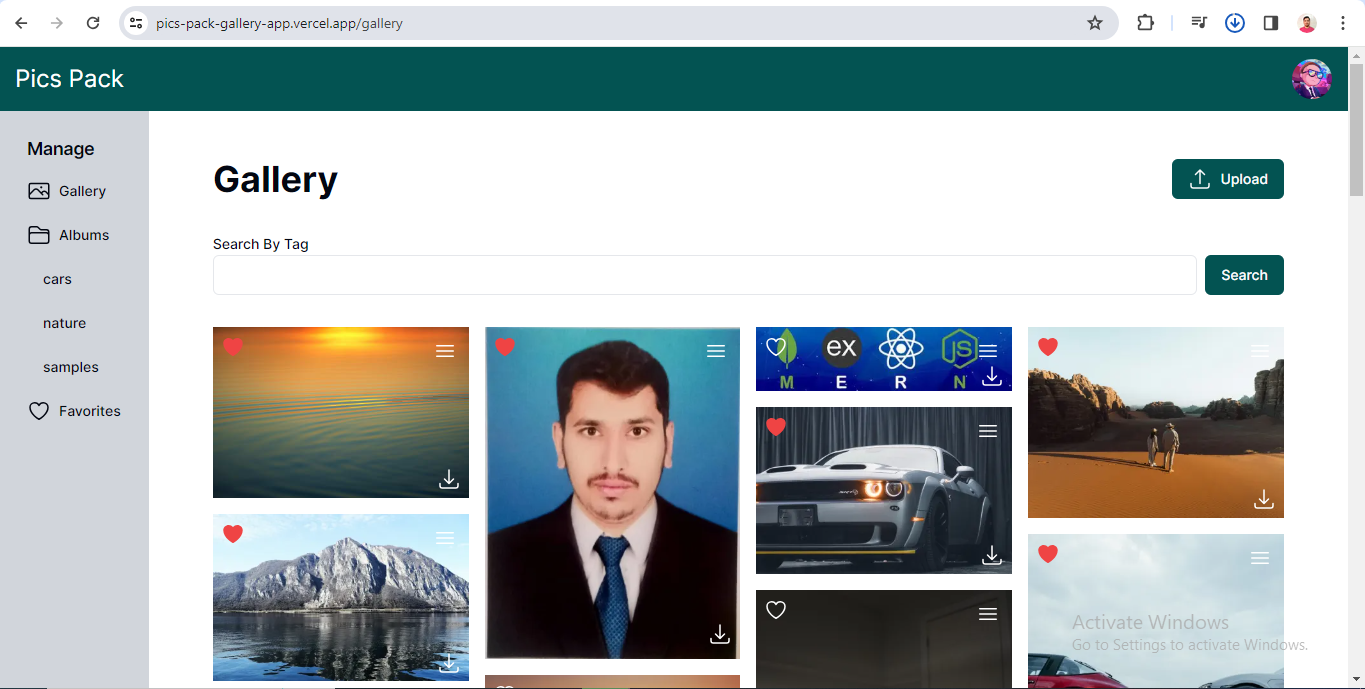 pics-pack-gallery-app.vercel.app/gallery
Pics Pack
Manage
Gallery
Albums
cars
nature
samples
Favorites
Gallery
Upload
Search By Tag
Search
ex
JS
M E R N
Activate Windows
Go to Settings to activate Windows.